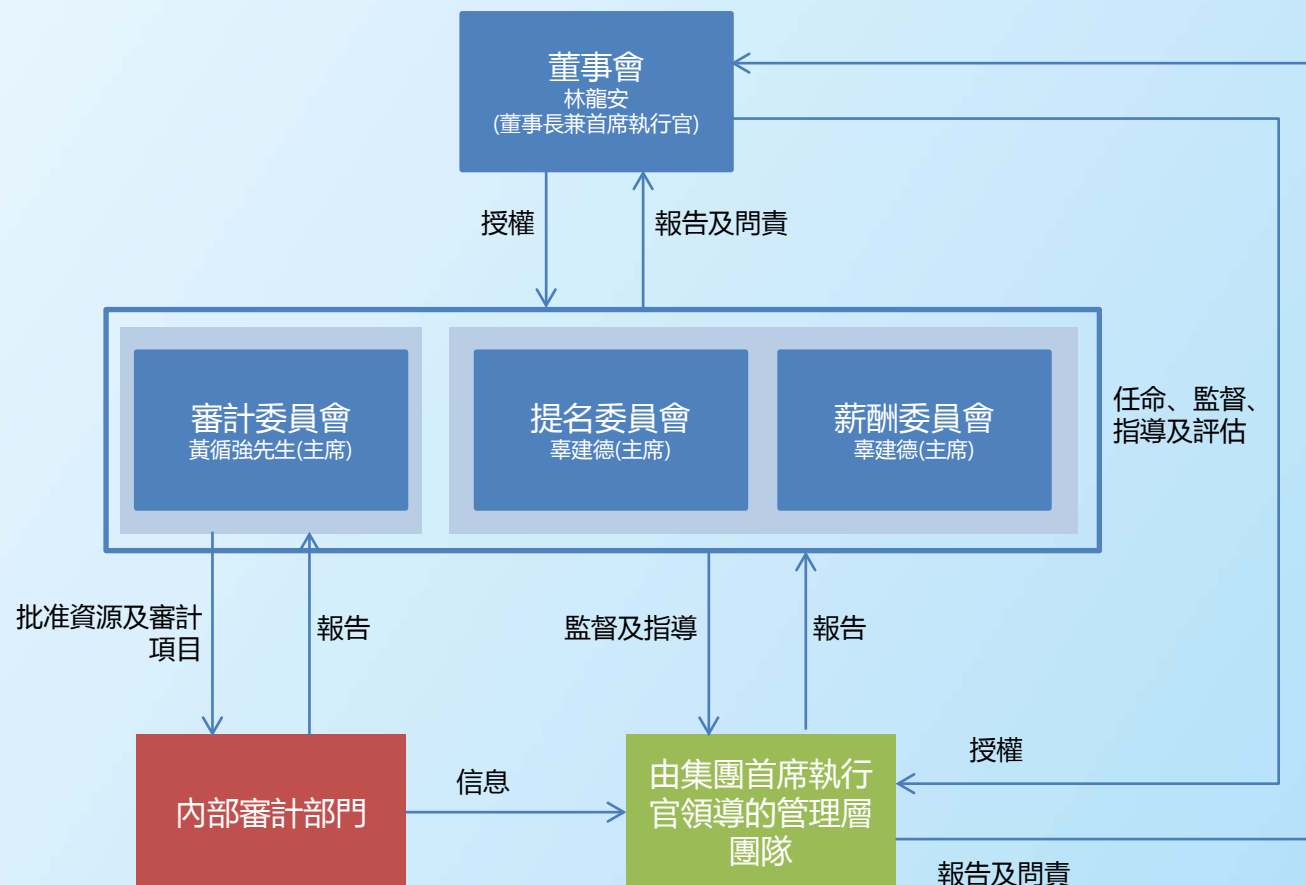 董事會
林龍安
(董事長兼首席執行官)
授權
報告及問責
審計委員會
黃循強先生(主席)
提名委員會
辜建德(主席)
薪酬委員會
辜建德(主席)
任命、監督、
指導及評估
批准資源及審計
項目
報告
監督及指導
報告
內部審計部門
信息
由集團首席執行
官領導的管理層
團隊
授權
報告及問責